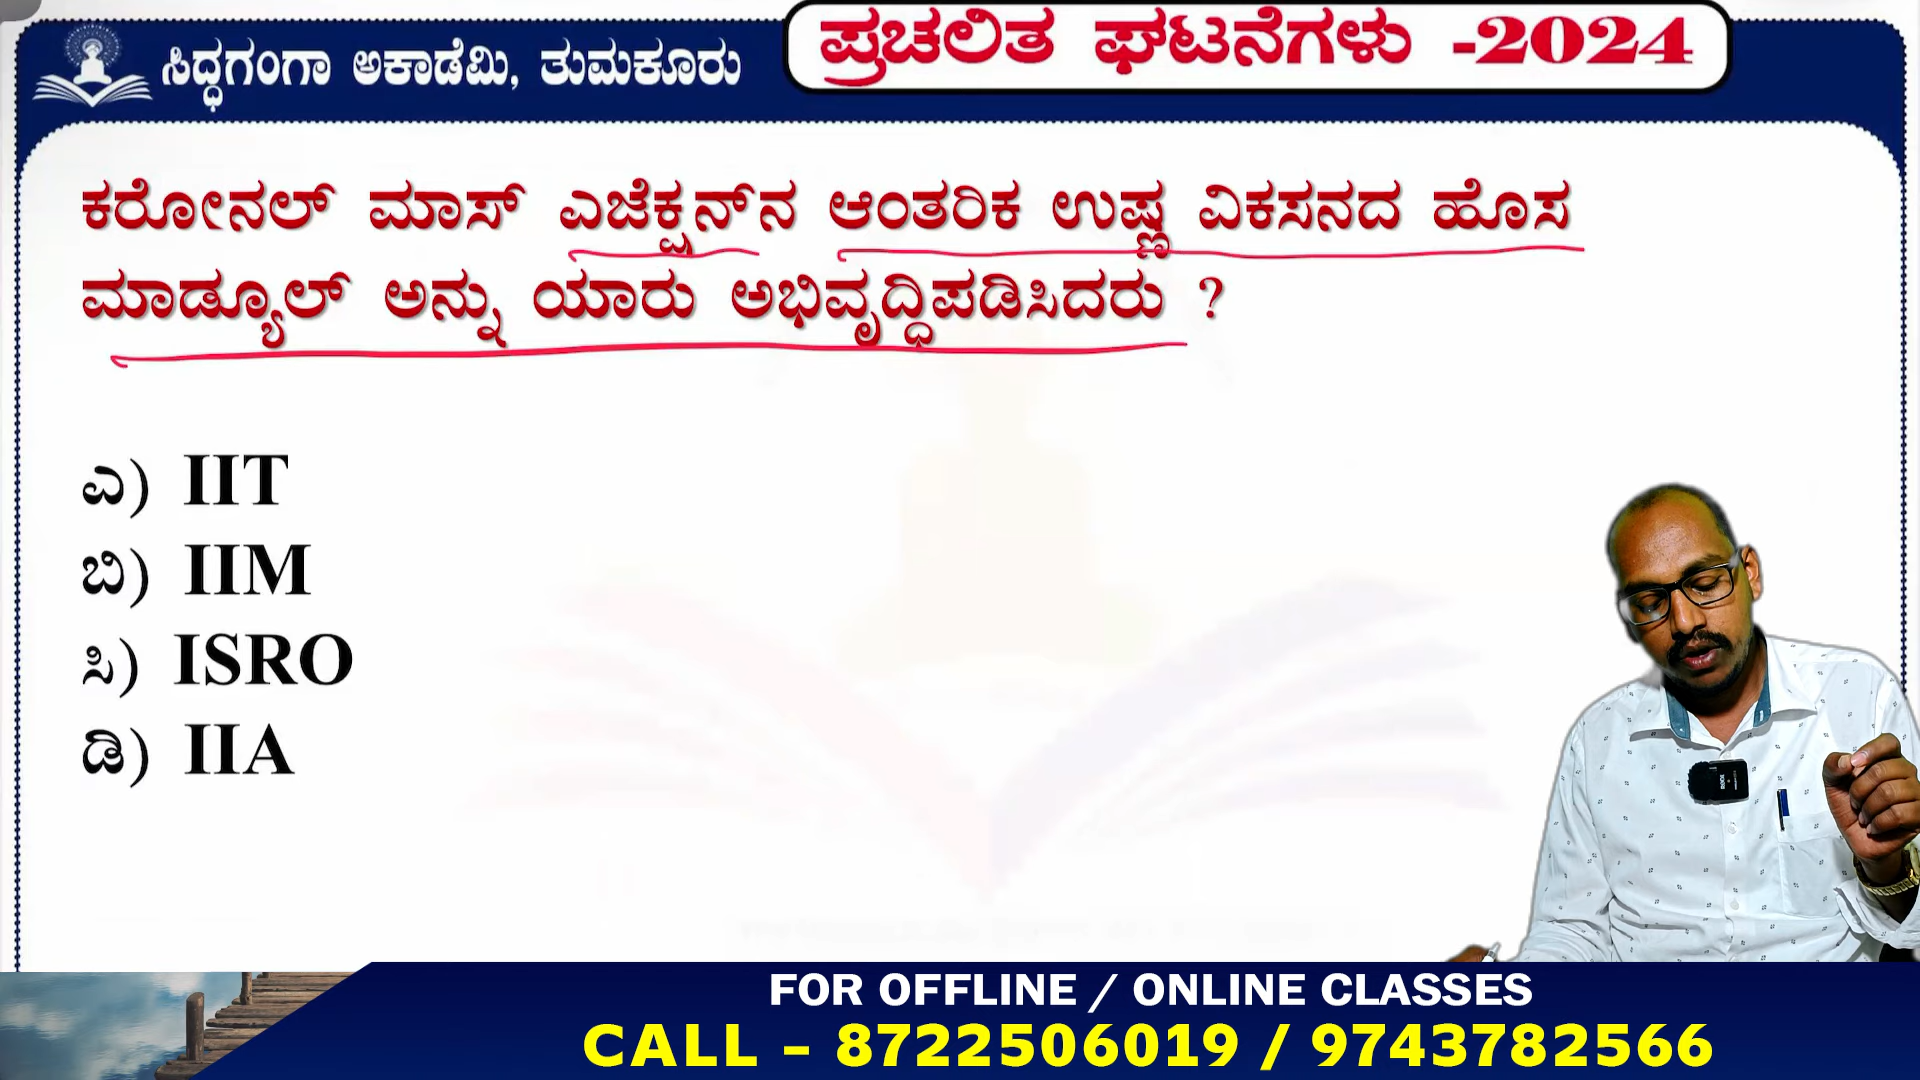 ಸಿದ್ಧಗಂಗಾ ಅಕಾಡೆಮಿ, ತುಮಕೂರು
ಪ್ರಚಲಿತ ಘಟನೆಗಳು -2024
ಕರೋನಲ್ ಮಾಸ್ ಎಜೆಕ್ಷನ್‌ನ ಆಂತರಿಕ ಉಷ್ಣ ವಿಕಸನದ ಹೊಸ
ಮಾಡ್ಯೂಲ್ ಅನ್ನು ಯಾರು ಅಭಿವೃದ್ಧಿಪಡಿಸಿದರು ?
ಎ) IIT
ಬಿ) IIM
ಸಿ) ISRO
ಡಿ) IIA
FOR OFFLINE / ONLINE CLASSES
CALL – 8722506019 / 9743782566